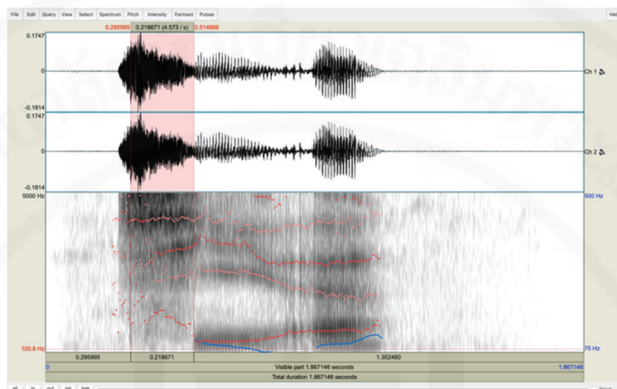 File Edit Query View Select Spectrum Pitch Intensity Formant Pulses
0.295995 0.218671 (4.573 / s) 0.514666
0.1747
0
-0.1814
Ch 1
0.1747
0
-0.1814
Ch 2
5000 Hz
500 Hz
100.8 Hz
75 Hz
0.295995 0.218671 1.352480
0 Visible part 1.867146 seconds 1.867146
Total duration 1.867146 seconds